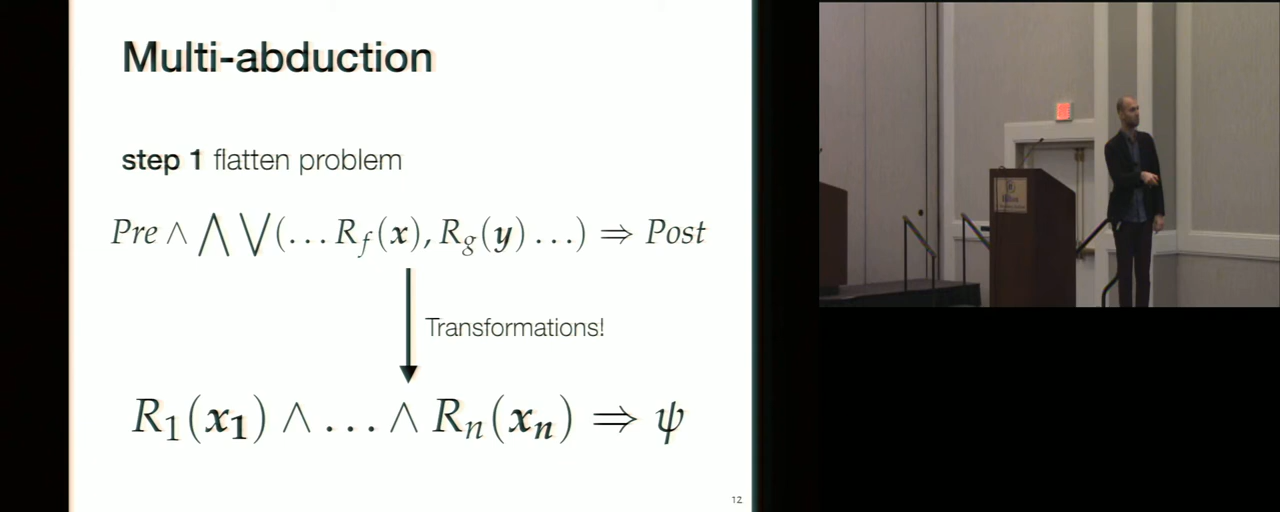 Multi-abduction
step 1 flatten problem
Pre ∧ ⋀ ⋁ (... R_f(x), R_g(y) ...) ⇒ Post
Transformations!
R_1(x_1) ∧ ... ∧ R_n(x_n) ⇒ ψ
12